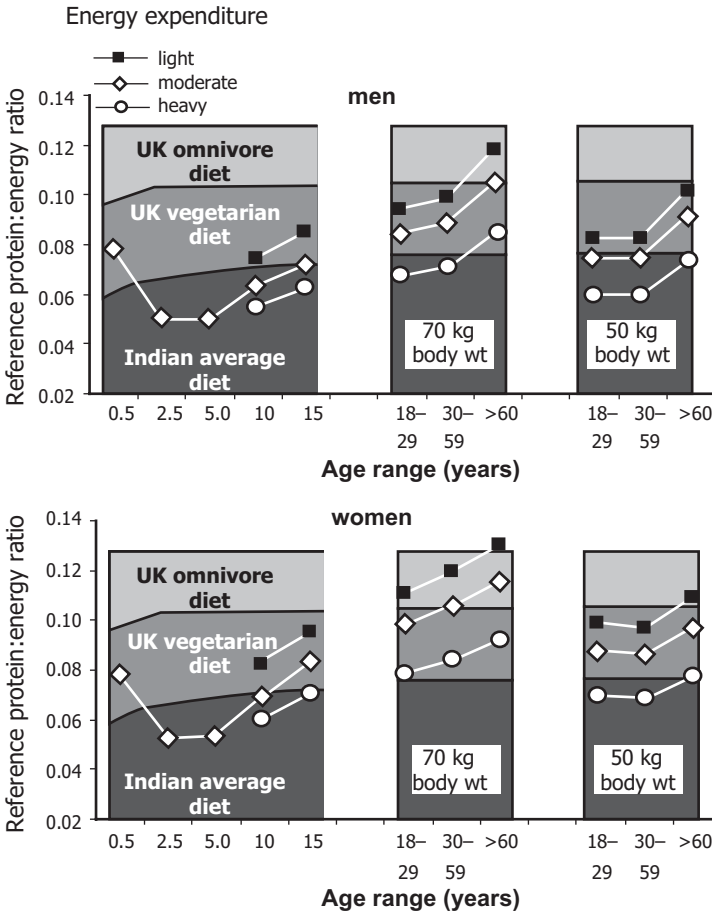 Energy expenditure
light
moderate
heavy
men
Reference protein:energy ratio
0.14
0.12
0.10
0.08
0.06
0.04
0.02
UK omnivore
diet
UK vegetarian
diet
Indian average
diet
70 kg
body wt
50 kg
body wt
0.5 2.5 5.0 10 15 18– 30– >60 18– 30– >60
29 59 29 59
Age range (years)
women
Reference protein:energy ratio
0.14
0.12
0.10
0.08
0.06
0.04
0.02
UK omnivore
diet
UK vegetarian
diet
Indian average
diet
70 kg
body wt
50 kg
body wt
0.5 2.5 5.0 10 15 18– 30– >60 18– 30– >60
29 59 29 59
Age range (years)